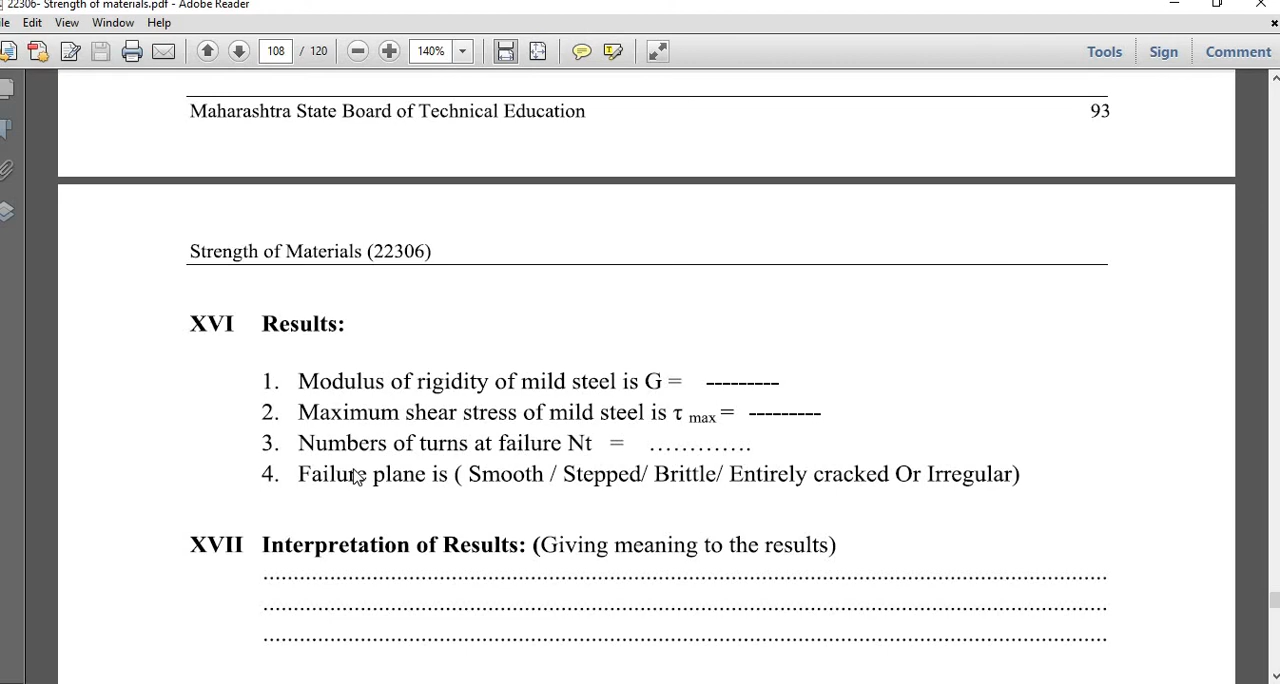 22306- Strength of materials.pdf - Adobe Reader
ile Edit View Window Help
108 / 120 140% Tools Sign Comment
Maharashtra State Board of Technical Education 93
Strength of Materials (22306)
XVI Results:
1. Modulus of rigidity of mild steel is G = ---------
2. Maximum shear stress of mild steel is τ max = ---------
3. Numbers of turns at failure Nt = .............
4. Failure plane is ( Smooth / Stepped/ Brittle/ Entirely cracked Or Irregular)
XVII Interpretation of Results: (Giving meaning to the results)
................................................................................
................................................................................
................................................................................